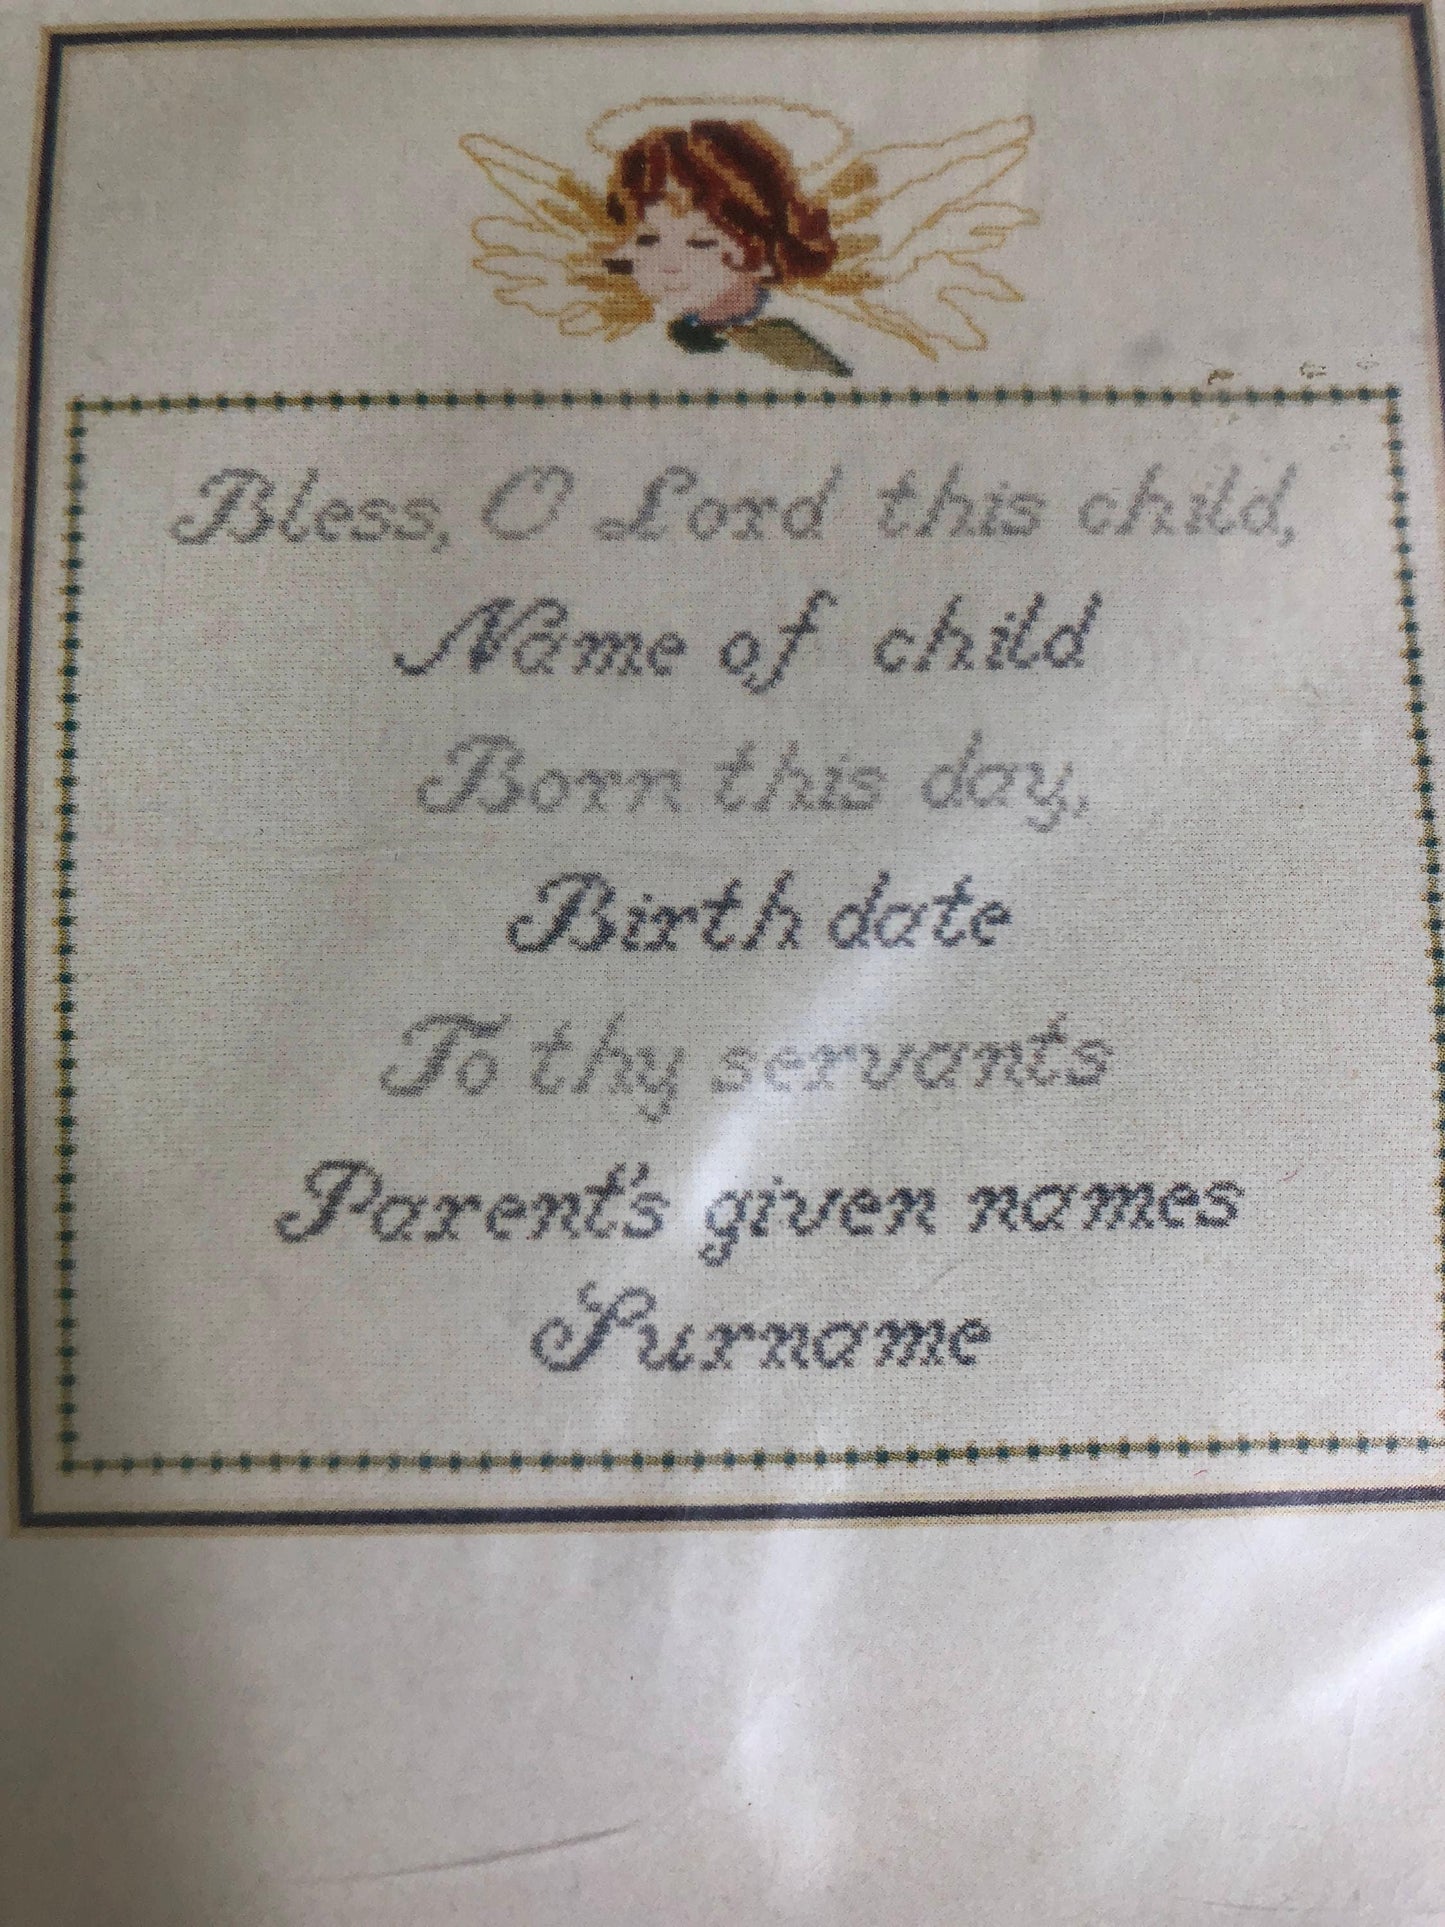 Bless, O Lord this child,
Name of child
Born this day,
Birth date
To thy servants
Parent's given names
Surname